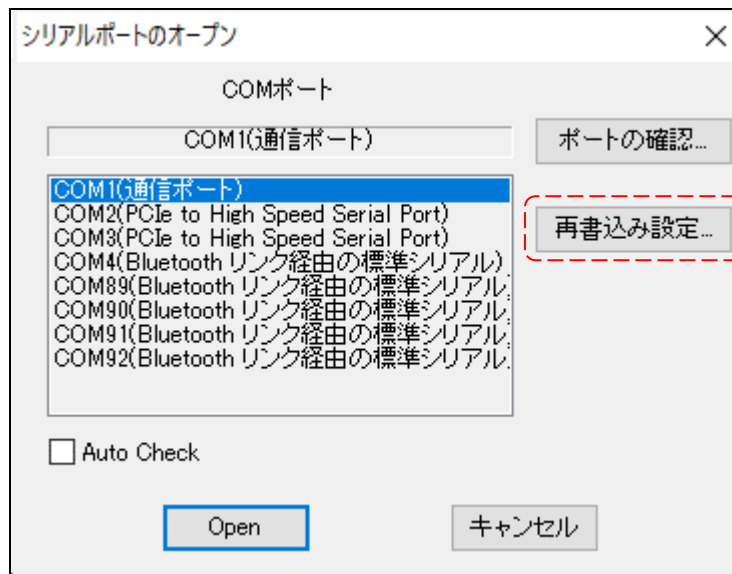 シリアルポートのオープン
COMポート
COM1(通信ポート)
ポートの確認...
COM1(通信ポート)
COM2(PCIe to High Speed Serial Port)
COM3(PCIe to High Speed Serial Port)
再書込み設定...
COM4(Bluetooth リンク経由の標準シリアル)
COM89(Bluetooth リンク経由の標準シリアル
COM90(Bluetooth リンク経由の標準シリアル
COM91(Bluetooth リンク経由の標準シリアル
COM92(Bluetooth リンク経由の標準シリアル
Auto Check
Open
キャンセル